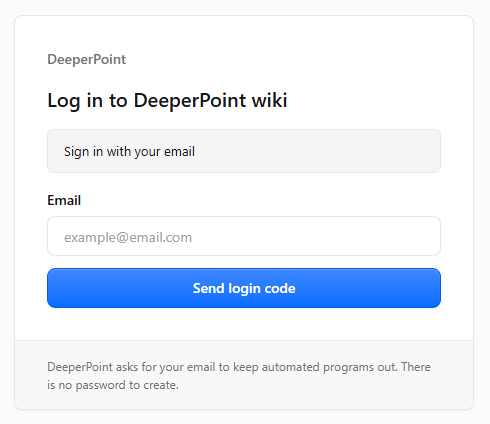 DeeperPoint
Log in to DeeperPoint wiki
Sign in with your email
Email
example@email.com
Send login code
DeeperPoint asks for your email to keep automated programs out. There
is no password to create.